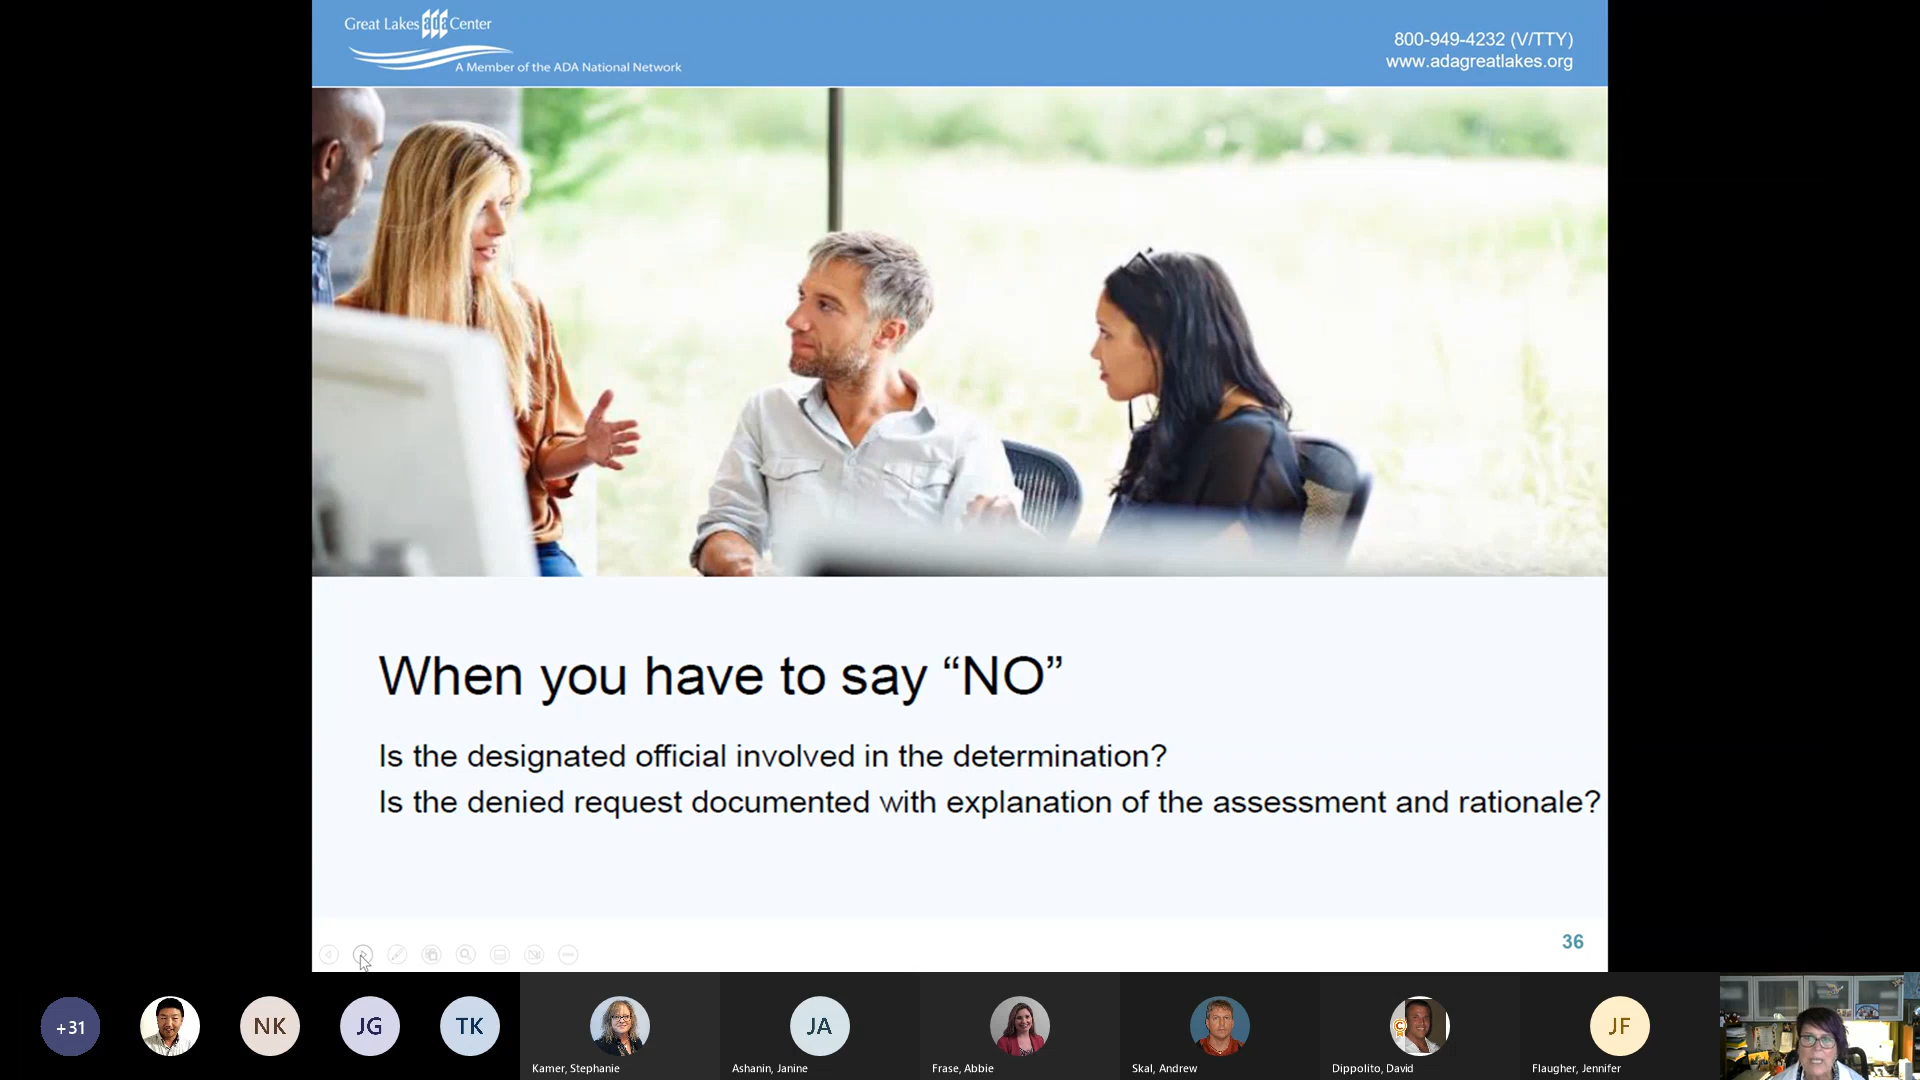 Great Lakes ada Center
A Member of the ADA National Network
800-949-4232 (V/TTY)
www.adagreatlakes.org
When you have to say “NO”
Is the designated official involved in the determination?
Is the denied request documented with explanation of the assessment and rationale?
36
+31
NK
JG
TK
JA
JF
Kamer, Stephanie
Ashanin, Janine
Frase, Abbie
Skal, Andrew
Dippolito, David
Flaugher, Jennifer